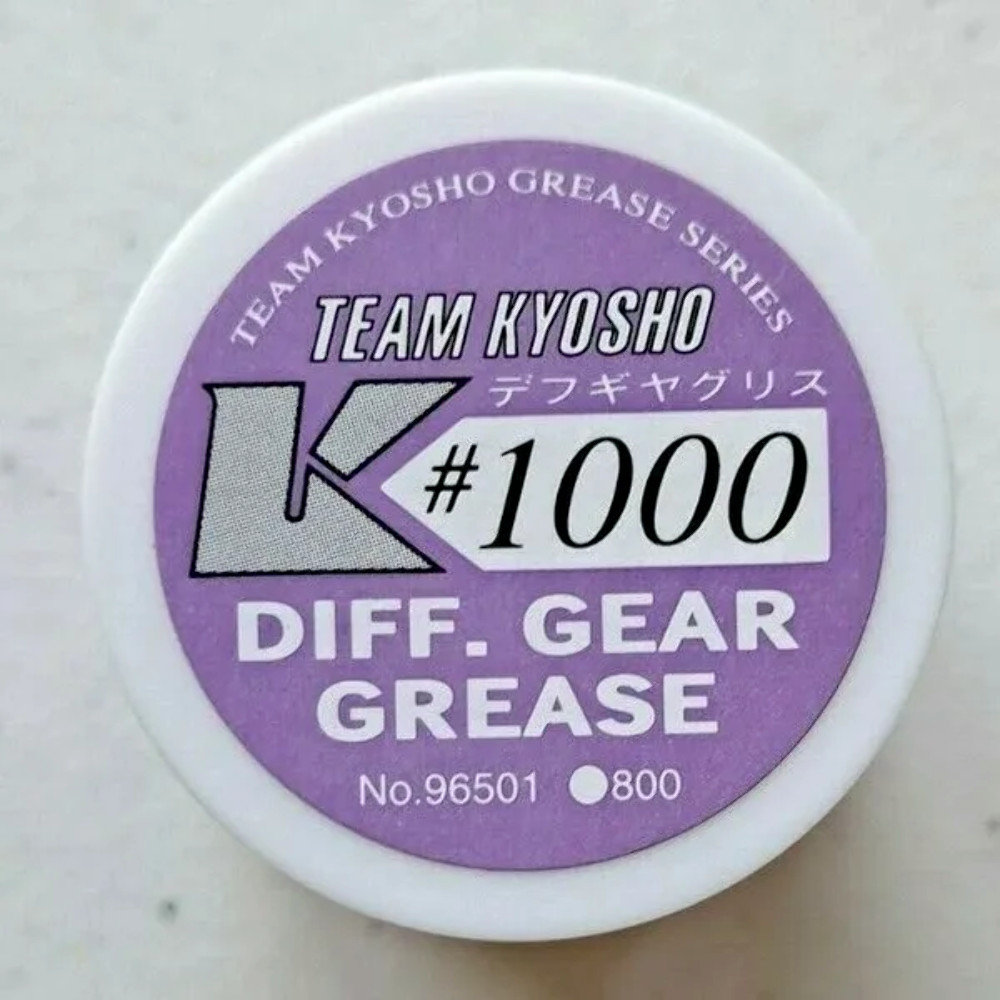 TEAM KYOSHO GREASE SERIES
TEAM KYOSHO
デフギヤグリス
K #1000
DIFF. GEAR
GREASE
No.96501 ●800